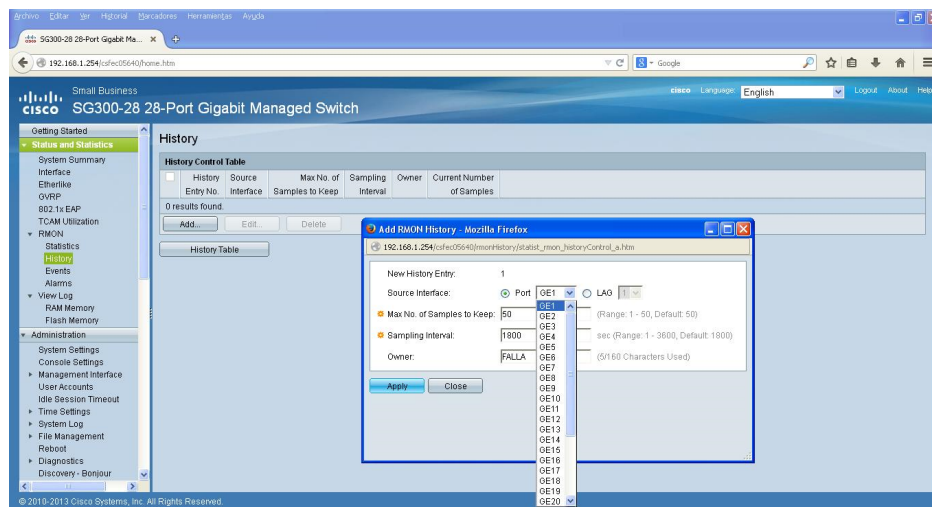 Archivo Editar Ver Historial Marcadores Herramientas Ayuda
SG300-28 28-Port Gigabit Ma... × +
192.168.1.254/csfec05640/home.htm
Google
Small Business
cisco SG300-28 28-Port Gigabit Managed Switch
cisco Language: English Logout About Help
Getting Started
Status and Statistics
System Summary
Interface
Etherlike
GVRP
802.1x EAP
TCAM Utilization
RMON
Statistics
History
Events
Alarms
View Log
RAM Memory
Flash Memory
Administration
System Settings
Console Settings
Management Interface
User Accounts
Idle Session Timeout
Time Settings
System Log
File Management
Reboot
Diagnostics
Discovery - Bonjour
History
History Control Table
History Entry No. Source Interface Max No. of Samples to Keep Sampling Interval Owner Current Number of Samples
0 results found.
Add... Edit... Delete
History Table
Add RMON History - Mozilla Firefox
192.168.1.254/csfec05640/rmonHistory/statist_rmon_historyControl_a.htm
New History Entry: 1
Source Interface: Port GE1 LAG 1
Max No. of Samples to Keep: 50 (Range: 1 - 50, Default: 50)
Sampling Interval: 1800 sec (Range: 1 - 3600, Default: 1800)
Owner: FALLA (5/160 Characters Used)
Apply Close
GE1
GE2
GE3
GE4
GE5
GE6
GE7
GE8
GE9
GE10
GE11
GE12
GE13
GE14
GE15
GE16
GE17
GE18
GE19
GE20
© 2010-2013 Cisco Systems, Inc. All Rights Reserved.